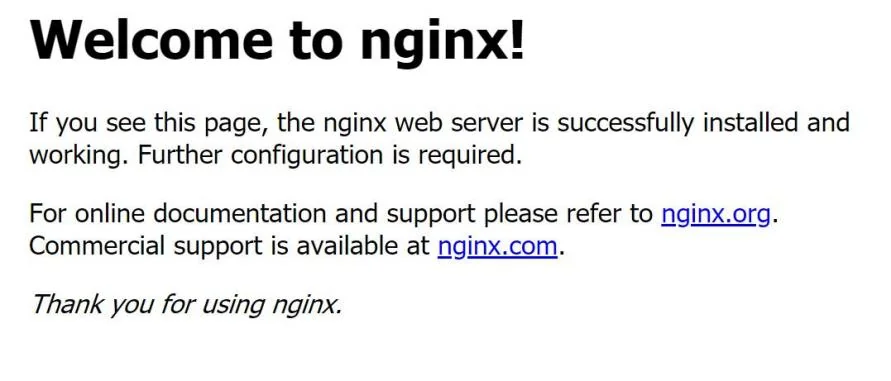 Welcome to nginx!
If you see this page, the nginx web server is successfully installed and
working. Further configuration is required.
For online documentation and support please refer to nginx.org.
Commercial support is available at nginx.com.
Thank you for using nginx.